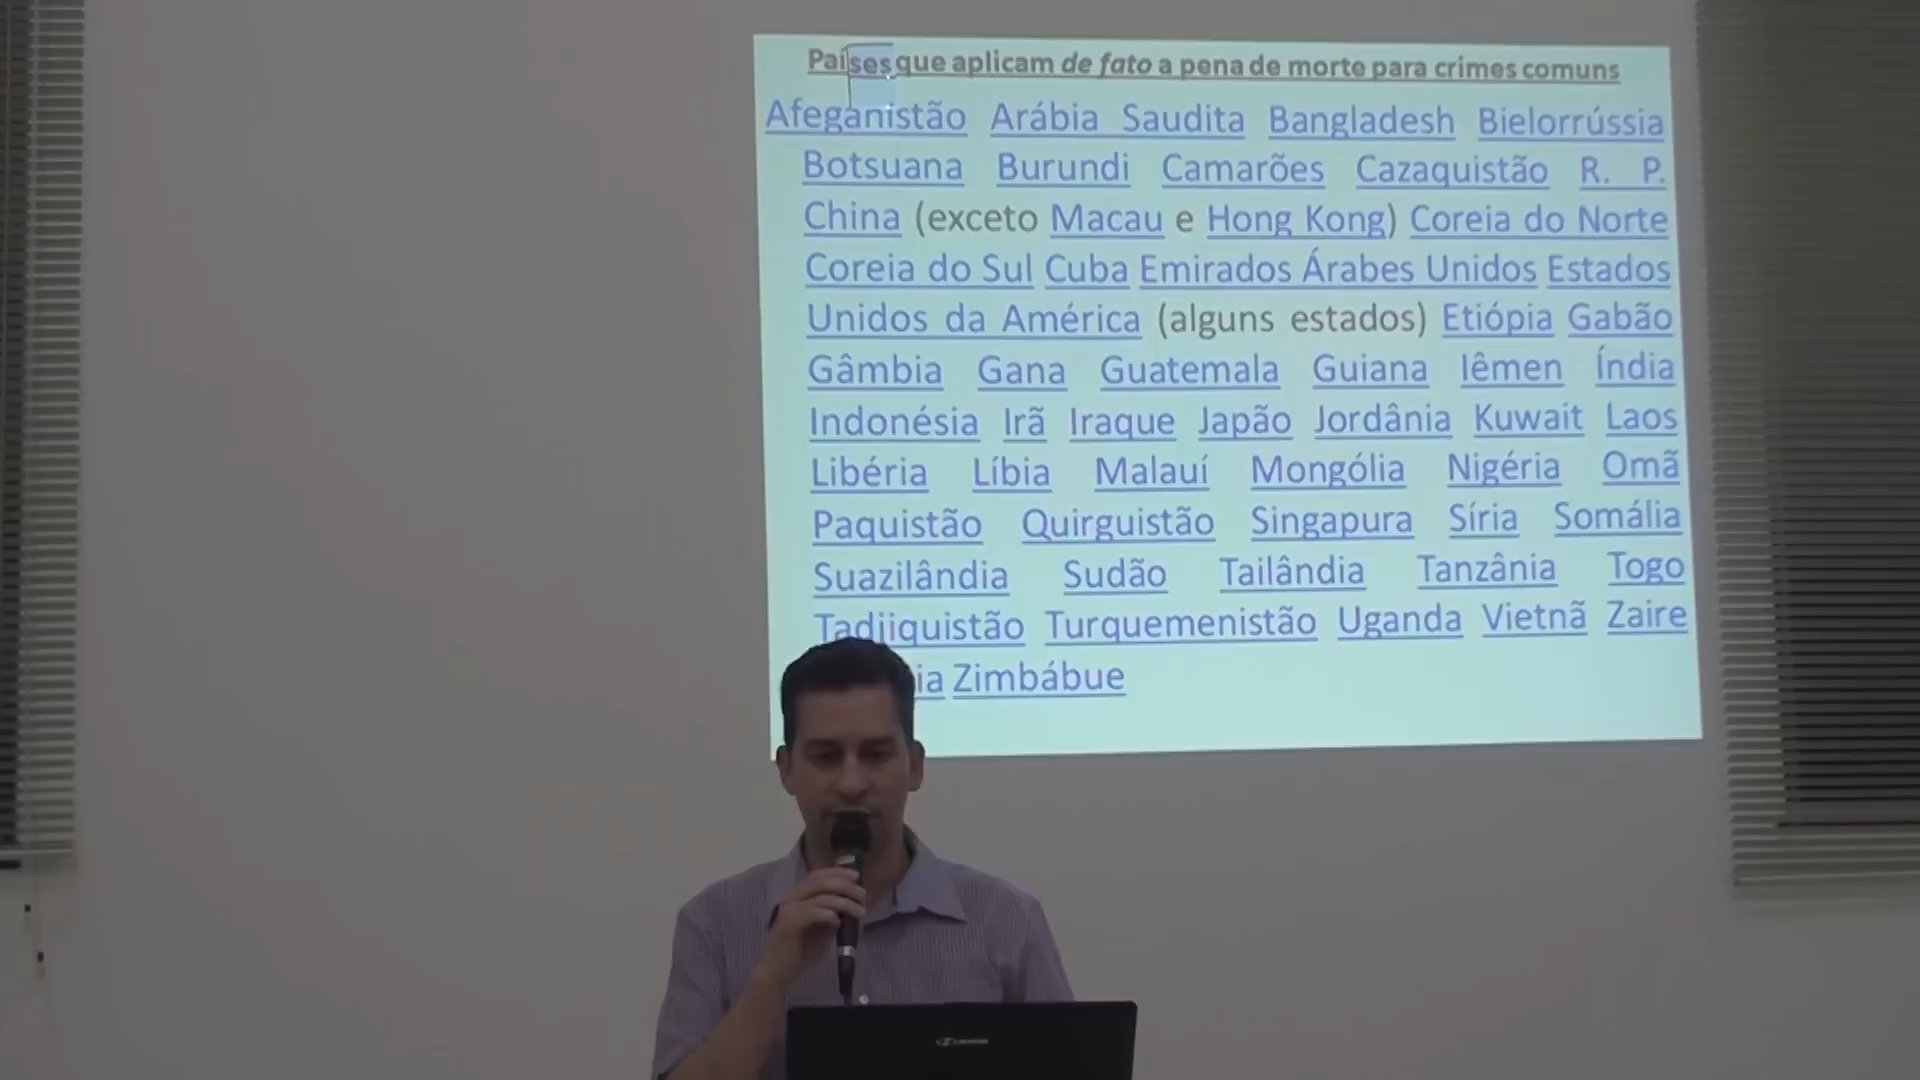 Países que aplicam de fato a pena de morte para crimes comuns
Afeganistão Arábia Saudita Bangladesh Bielorrússia
Botsuana Burundi Camarões Cazaquistão R. P.
China (exceto Macau e Hong Kong) Coreia do Norte
Coreia do Sul Cuba Emirados Árabes Unidos Estados
Unidos da América (alguns estados) Etiópia Gabão
Gâmbia Gana Guatemala Guiana Iêmen Índia
Indonésia Irã Iraque Japão Jordânia Kuwait Laos
Libéria Líbia Malauí Mongólia Nigéria Omã
Paquistão Quirguistão Singapura Síria Somália
Suazilândia Sudão Tailândia Tanzânia Togo
Tadjiquistão Turquemenistão Uganda Vietnã Zaire
Zimbábue